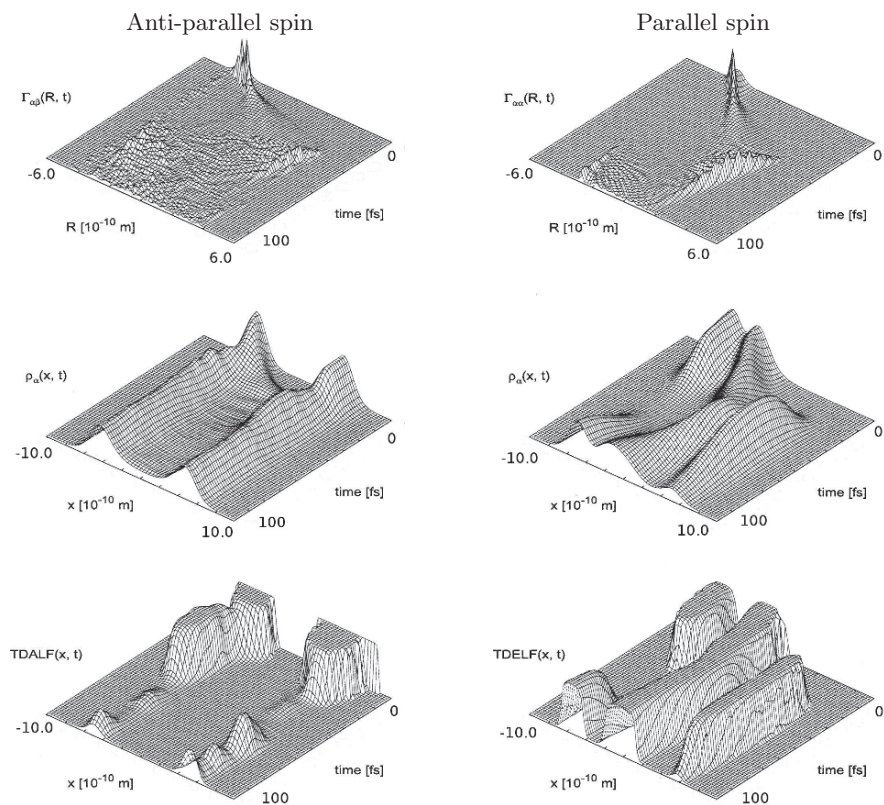 Anti-parallel spin
Parallel spin
Γαβ(R, t)
0
-6.0
time [fs]
R [10⁻¹⁰ m]
100
6.0
Γαα(R, t)
0
-6.0
time [fs]
R [10⁻¹⁰ m]
100
6.0
ρα(x, t)
0
-10.0
time [fs]
x [10⁻¹⁰ m]
100
10.0
ρα(x, t)
0
-10.0
time [fs]
x [10⁻¹⁰ m]
100
10.0
TDALF(x, t)
0
-10.0
time [fs]
x [10⁻¹⁰ m]
100
TDELF(x, t)
0
-10.0
time [fs]
x [10⁻¹⁰ m]
100